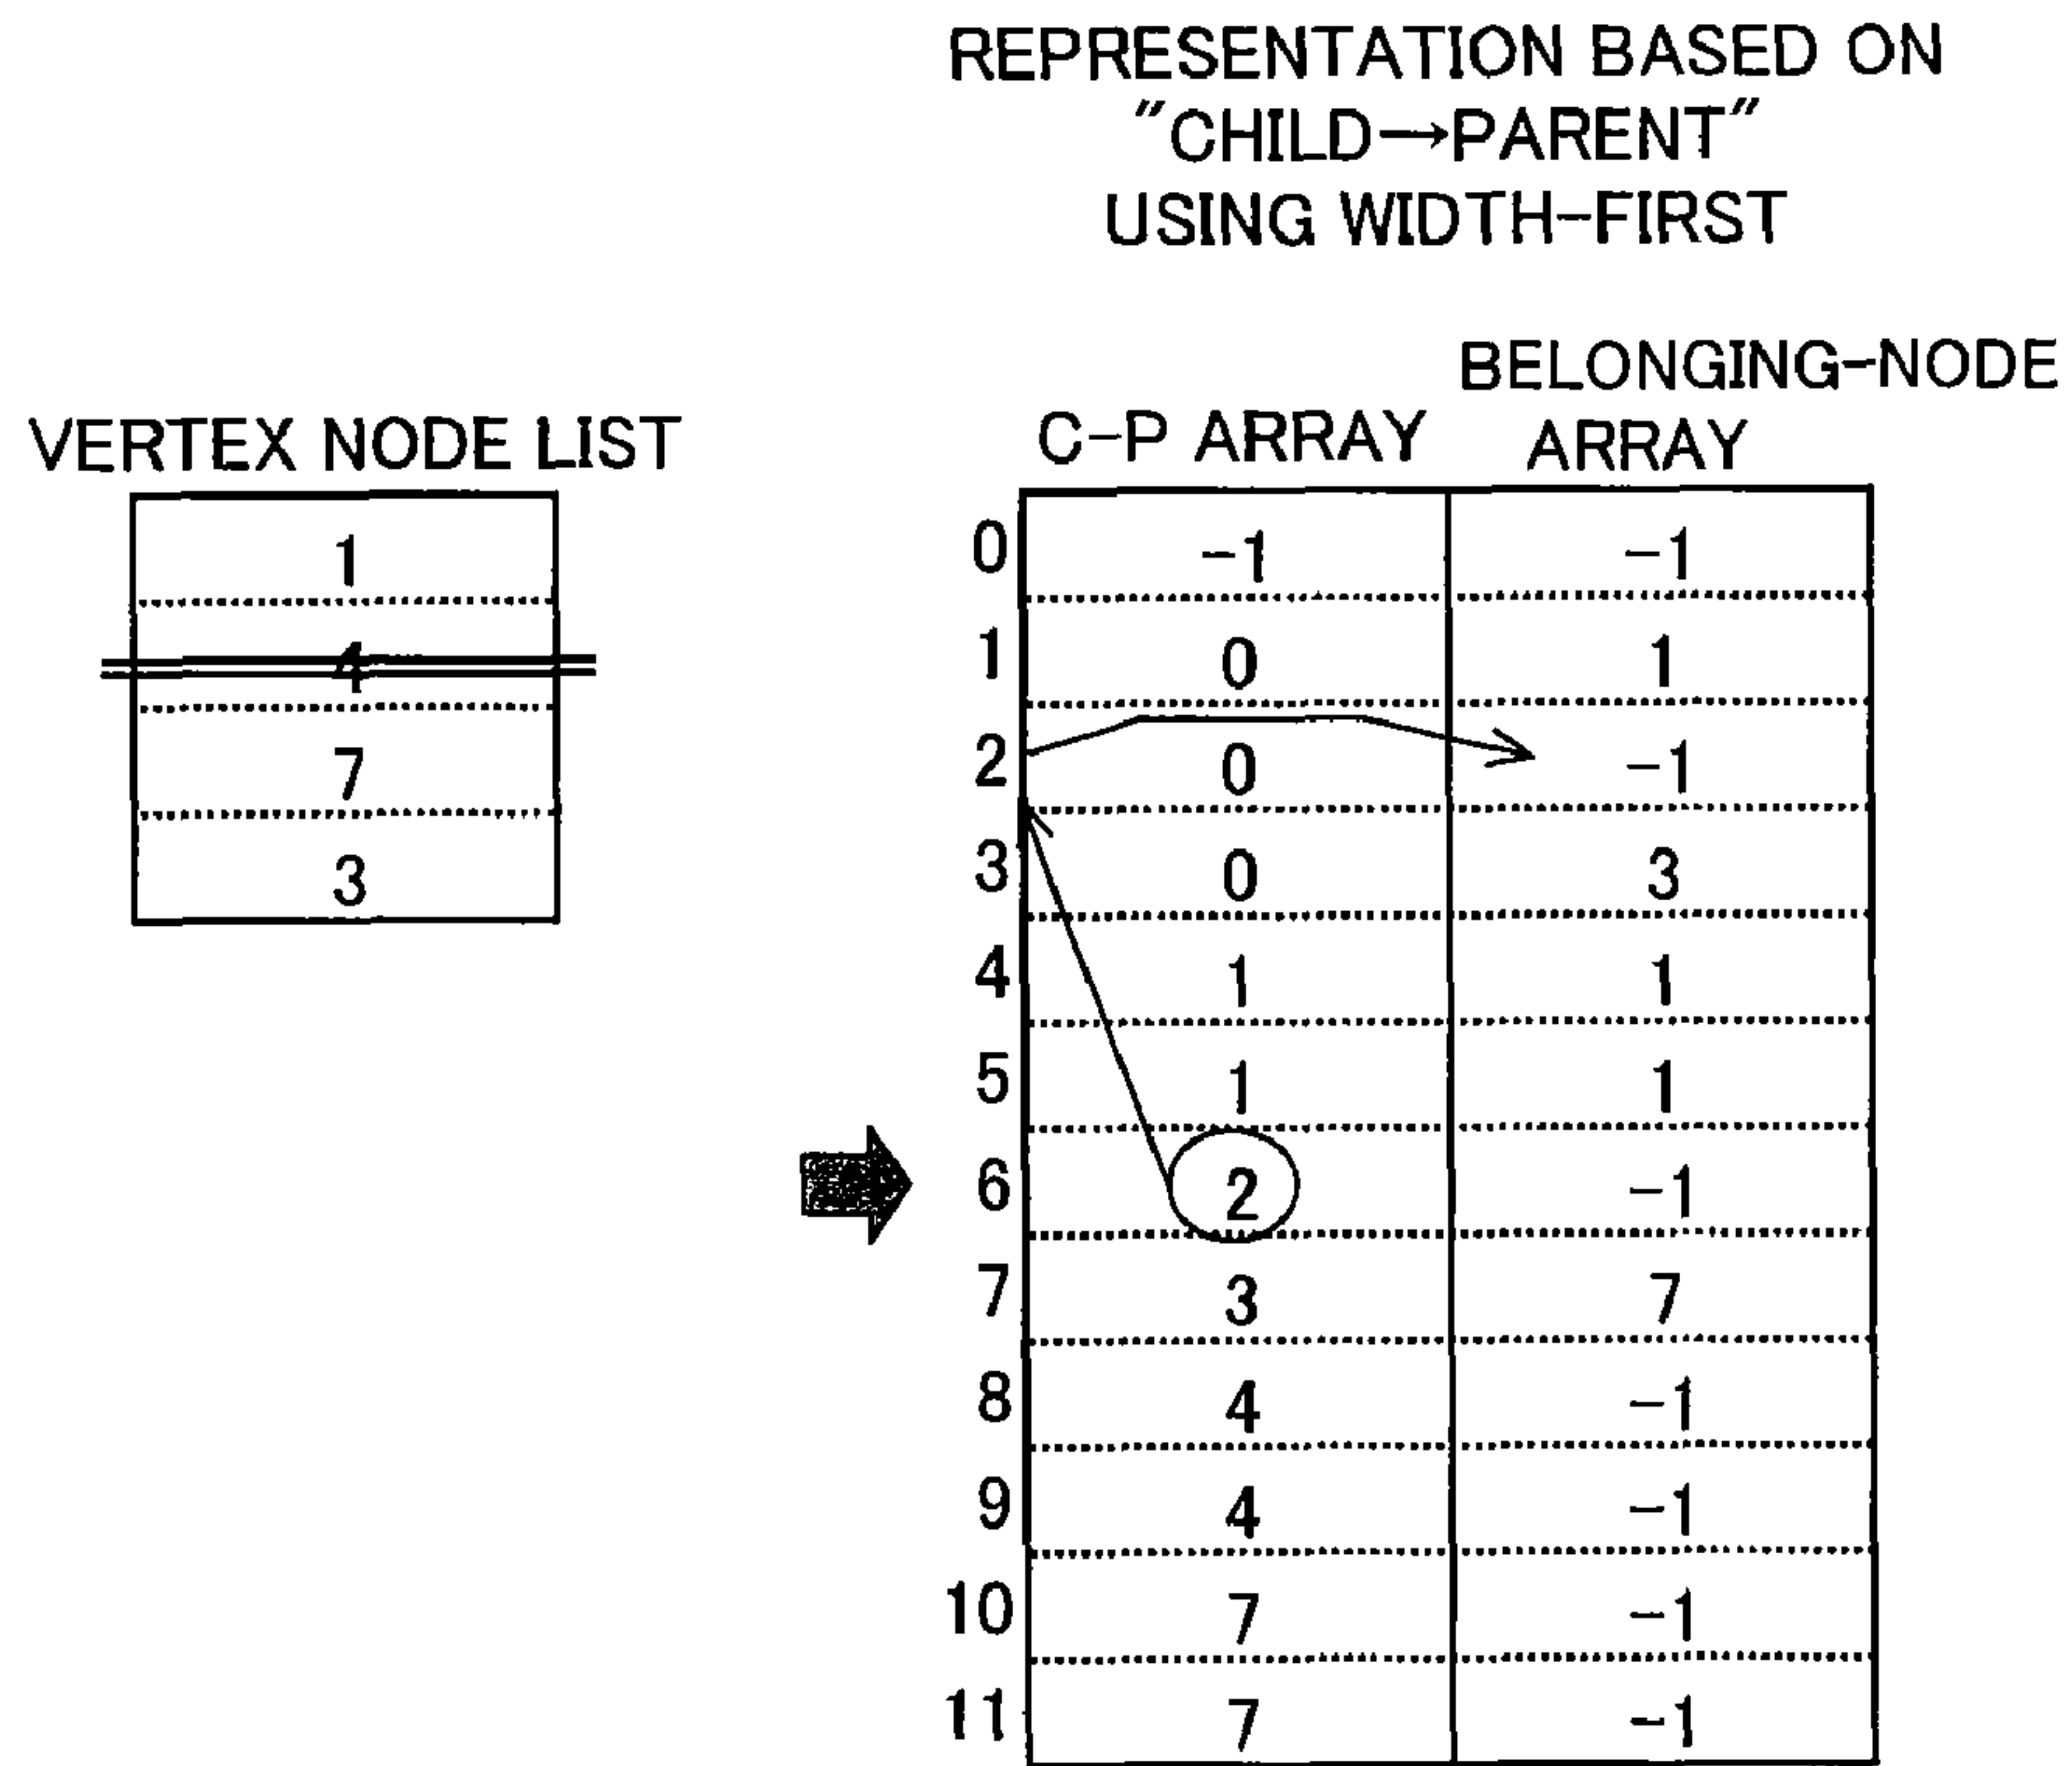 REPRESENTATION BASED ON
"CHILD→PARENT"
USING WIDTH-FIRST
VERTEX NODE LIST
1
4
7
3
C-P ARRAY
BELONGING-NODE
ARRAY
0 -1 -1
1 0 1
2 0 -1
3 0 3
4 1 1
5 1 1
6 2 -1
7 3 7
8 4 -1
9 4 -1
10 7 -1
11 7 -1